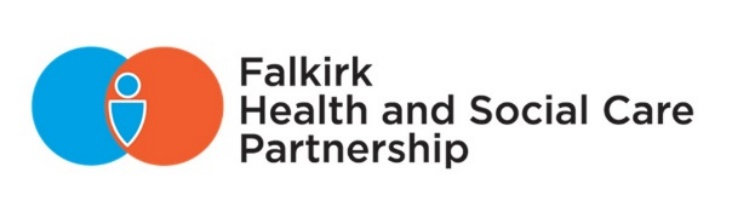 Falkirk
Health and Social Care
Partnership